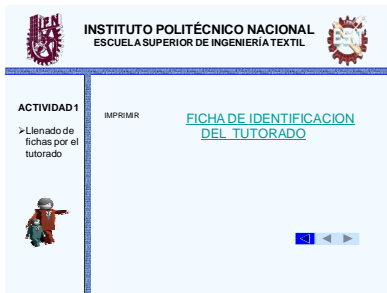 INSTITUTO POLITÉCNICO NACIONAL
ESCUELA SUPERIOR DE INGENIERÍA TEXTIL
ACTIVIDAD 1
➢Llenado de
fichas por el
tutorado
IMPRIMIR
FICHA DE IDENTIFICACION
DEL TUTORADO